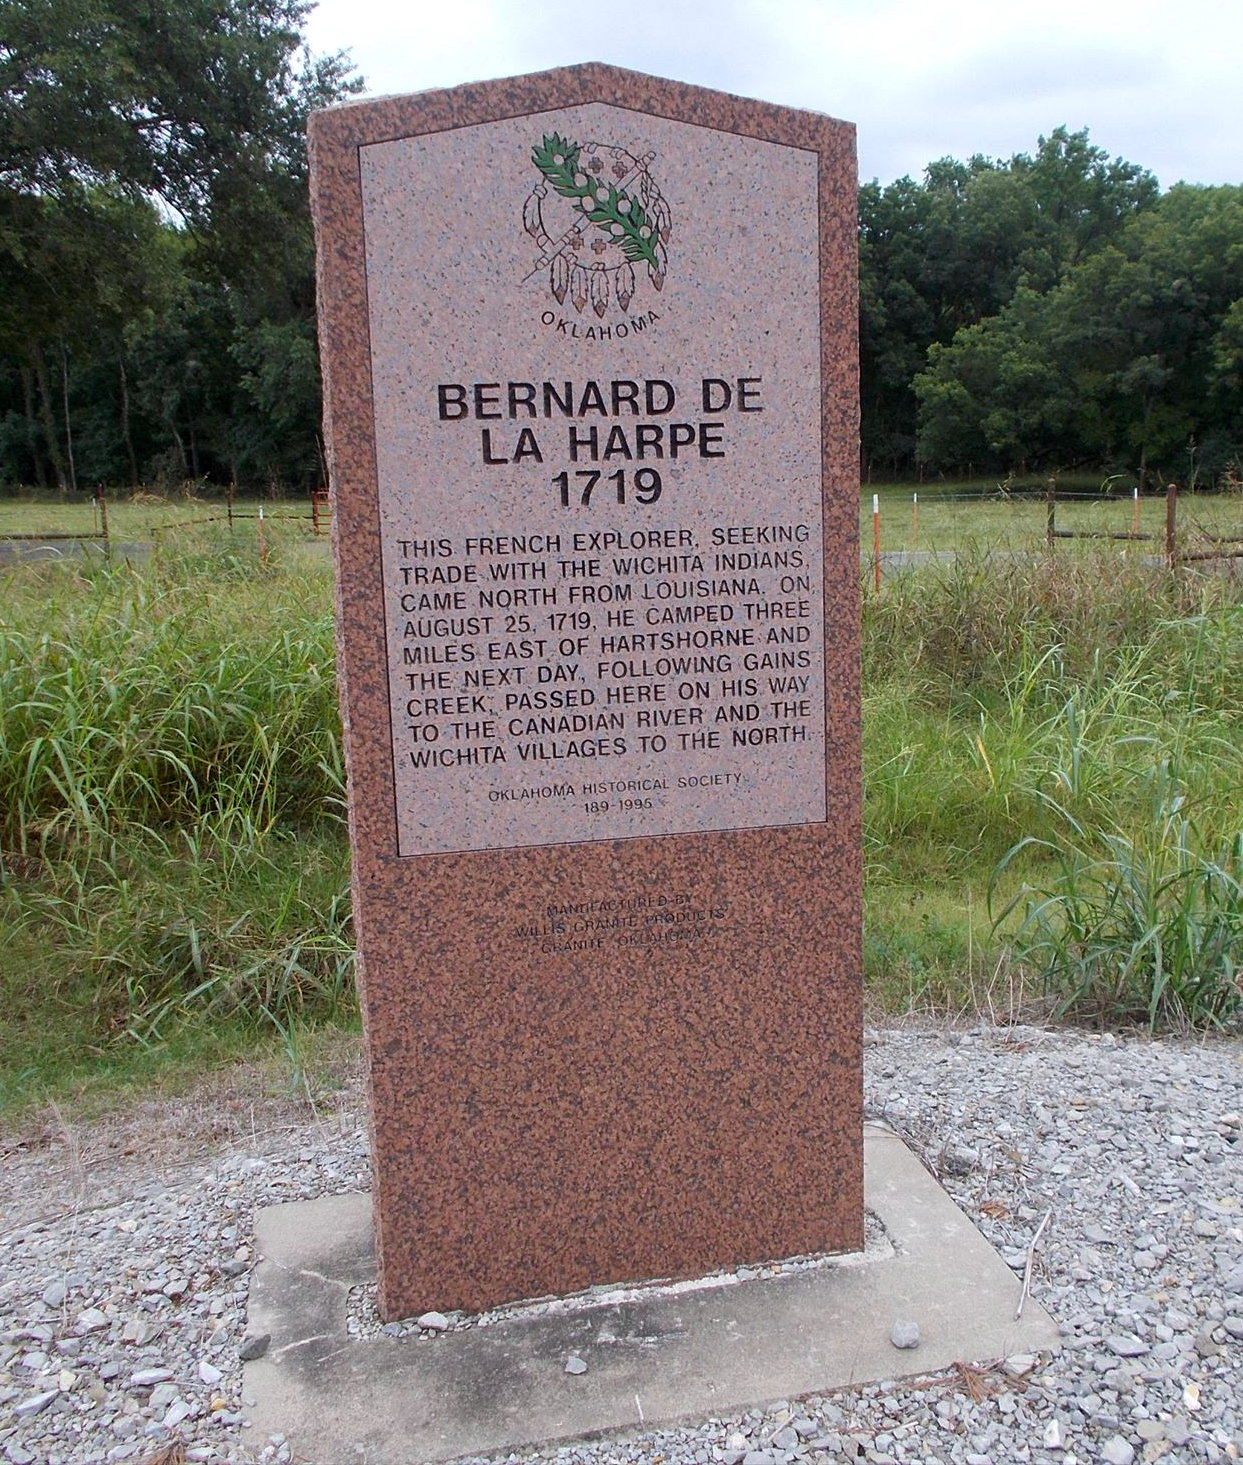 OKLAHOMA
BERNARD DE
LA HARPE
1719
THIS FRENCH EXPLORER, SEEKING
TRADE WITH THE WICHITA INDIANS,
CAME NORTH FROM LOUISIANA. ON
AUGUST 25, 1719, HE CAMPED THREE
MILES EAST OF HARTSHORNE AND
THE NEXT DAY, FOLLOWING GAINS
CREEK, PASSED HERE ON HIS WAY
TO THE CANADIAN RIVER AND THE
WICHITA VILLAGES TO THE NORTH.
OKLAHOMA HISTORICAL SOCIETY
189-1995
MANUFACTURED BY
WILLIS GRANITE PRODUCTS
GRANITE, OKLAHOMA